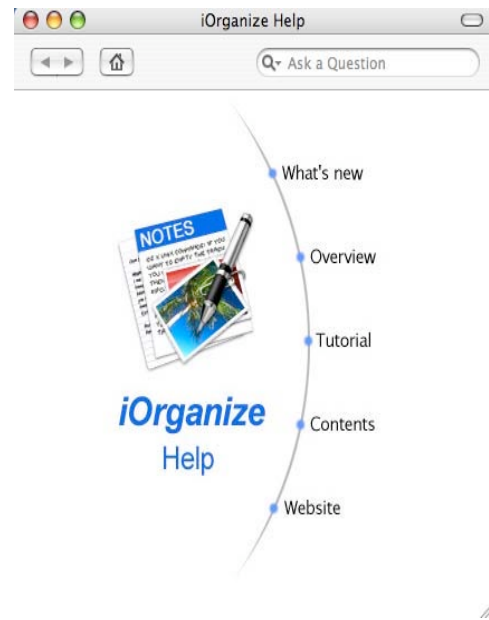 iOrganize Help
Ask a Question
What's new
Overview
NOTES
Tutorial
iOrganize
Contents
Help
Website